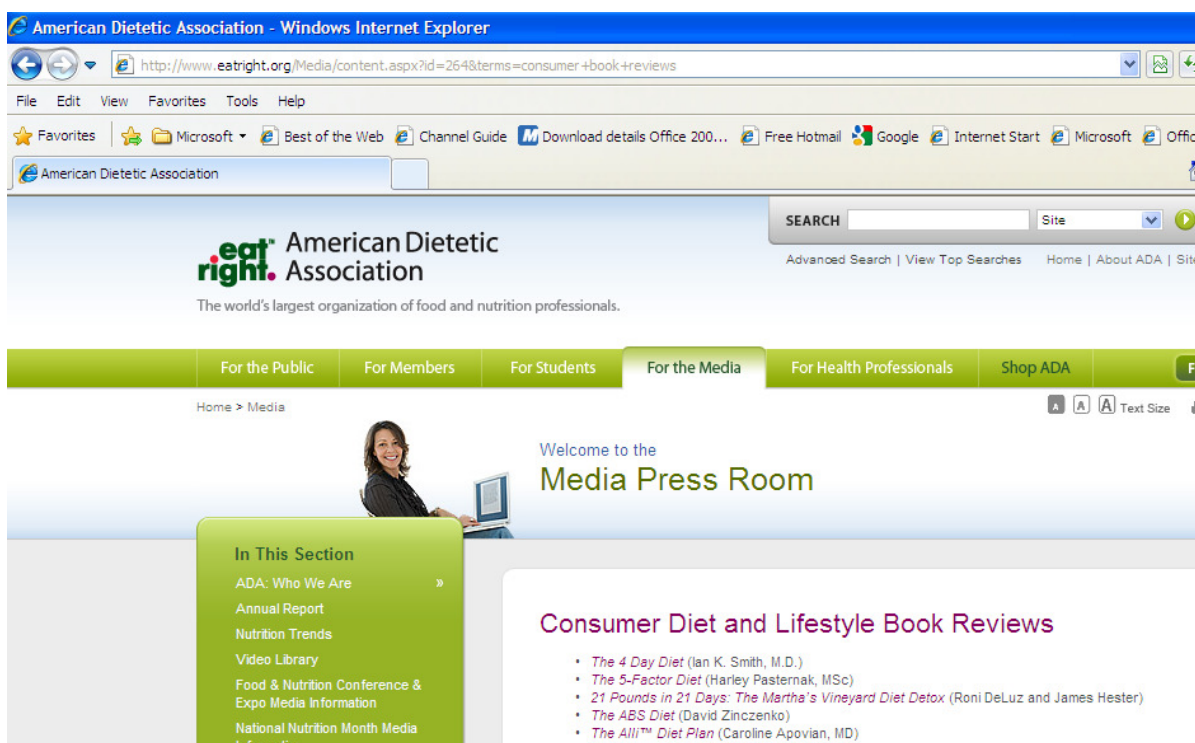 American Dietetic Association - Windows Internet Explorer
http://www.eatright.org/Media/content.aspx?id=264&terms=consumer+book+reviews
File Edit View Favorites Tools Help
Favorites Microsoft Best of the Web Channel Guide Download details Office 200... Free Hotmail Google Internet Start Microsoft Offic
American Dietetic Association
SEARCH Site
eat right. American Dietetic
Association
Advanced Search | View Top Searches Home | About ADA | Site
The world's largest organization of food and nutrition professionals.
For the Public For Members For Students For the Media For Health Professionals Shop ADA F
Home > Media
A A A Text Size
Welcome to the
Media Press Room
In This Section
ADA: Who We Are »
Annual Report
Nutrition Trends
Video Library
Food & Nutrition Conference &
Expo Media Information
National Nutrition Month Media
Consumer Diet and Lifestyle Book Reviews
• The 4 Day Diet (Ian K. Smith, M.D.)
• The 5-Factor Diet (Harley Pasternak, MSc)
• 21 Pounds in 21 Days: The Martha's Vineyard Diet Detox (Roni DeLuz and James Hester)
• The ABS Diet (David Zinczenko)
• The Alli™ Diet Plan (Caroline Apovian, MD)